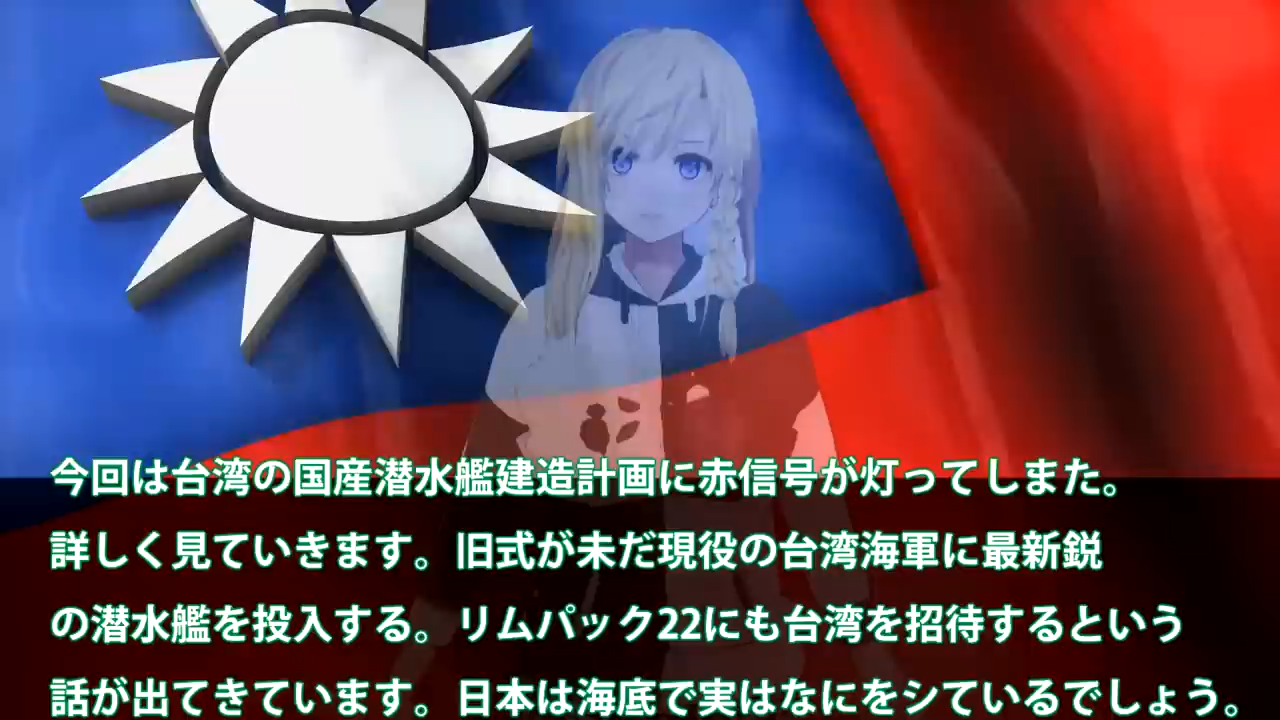 今回は台湾の国産潜水艦建造計画に赤信号が灯ってしまた。
詳しく見ていきます。旧式が未だ現役の台湾海軍に最新鋭
の潜水艦を投入する。リムパック22にも台湾を招待するという
話が出てきています。日本は海底で実はなにをシているでしょう。